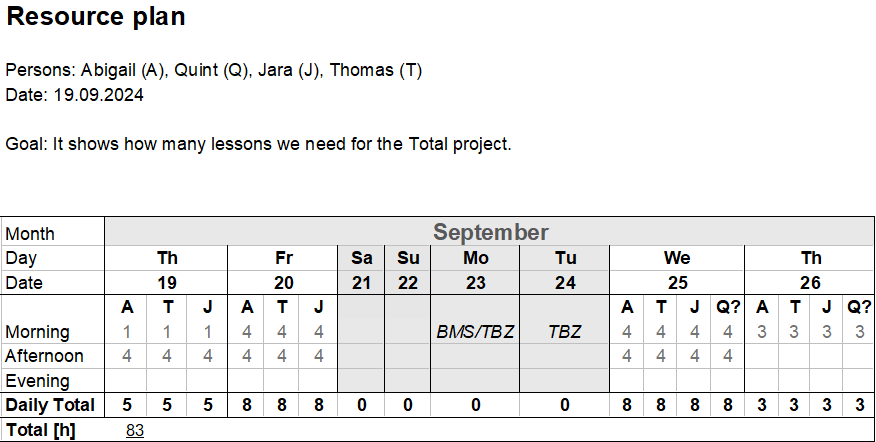 Resource plan
Persons: Abigail (A), Quint (Q), Jara (J), Thomas (T)
Date: 19.09.2024
Goal: It shows how many lessons we need for the Total project.
Month September
Day Th Fr Sa Su Mo Tu We Th
Date 19 20 21 22 23 24 25 26
A T J A T J A T J Q? A T J Q?
Morning 1 1 1 4 4 4 BMS/TBZ TBZ 4 4 4 4 3 3 3 3
Afternoon 4 4 4 4 4 4 4 4 4 4
Evening
Daily Total 5 5 5 8 8 8 0 0 0 0 8 8 8 8 3 3 3 3
Total [h] 83